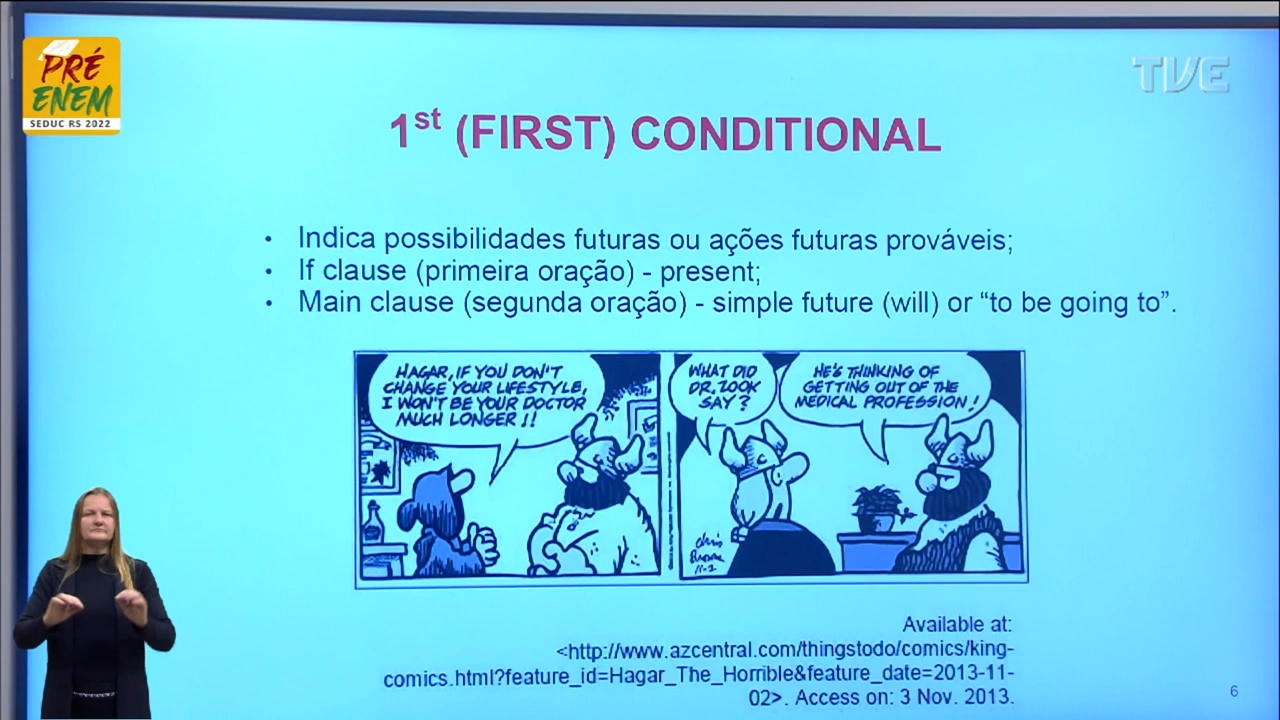 PRÉ
ENEM
SEDUC RS 2022
TVE
1st (FIRST) CONDITIONAL
• Indica possibilidades futuras ou ações futuras prováveis;
• If clause (primeira oração) - present;
• Main clause (segunda oração) - simple future (will) or “to be going to”.
HAGAR, IF YOU DON'T
CHANGE YOUR LIFESTYLE,
I WON'T BE YOUR DOCTOR
MUCH LONGER!!
WHAT DID
DR. ZOOK
SAY?
HE'S THINKING OF
GETTING OUT OF THE
MEDICAL PROFESSION!
Chris
Browne
11-2
Available at:
<http://www.azcentral.com/thingstodo/comics/king-
comics.html?feature_id=Hagar_The_Horrible&feature_date=2013-11-
02>. Access on: 3 Nov. 2013.
6